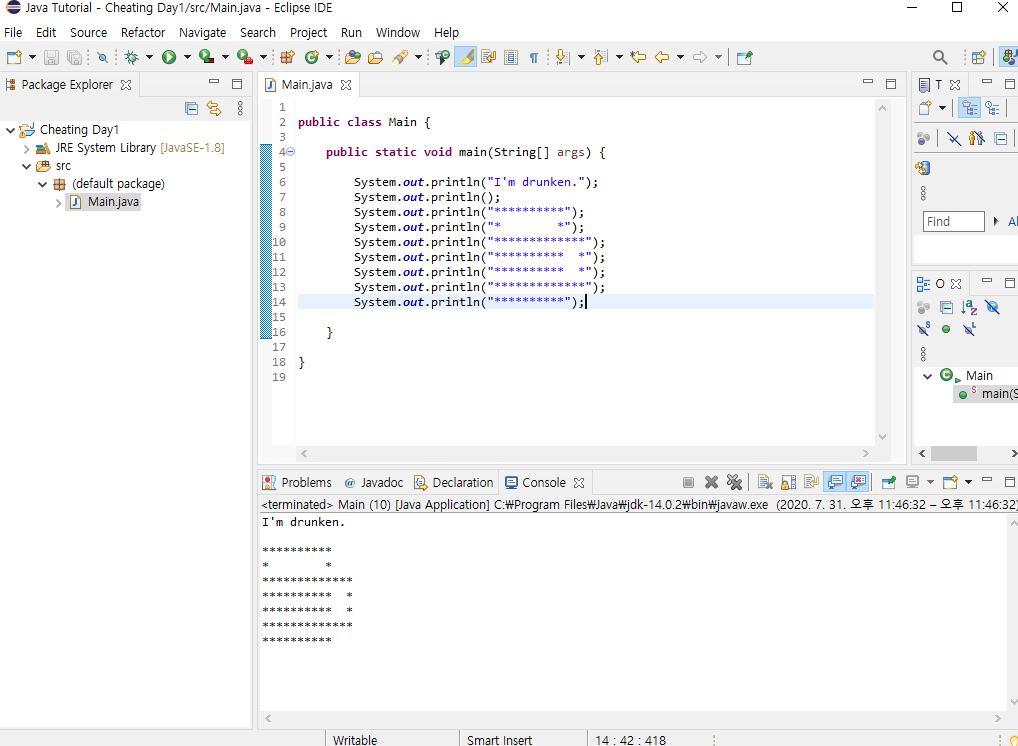 Java Tutorial - Cheating Day1/src/Main.java - Eclipse IDE
File Edit Source Refactor Navigate Search Project Run Window Help
Package Explorer
Cheating Day1
JRE System Library [JavaSE-1.8]
src
(default package)
Main.java
Main.java
1
2 public class Main {
3
4 public static void main(String[] args) {
5
6 System.out.println("I'm drunken.");
7 System.out.println();
8 System.out.println("**********");
9 System.out.println("*        *");
10 System.out.println("*************");
11 System.out.println("**********  *");
12 System.out.println("**********  *");
13 System.out.println("*************");
14 System.out.println("**********");
15
16 }
17
18 }
19
T
Find
Al
O
Main
main(S
Problems @ Javadoc Declaration Console
<terminated> Main (10) [Java Application] C:₩Program Files₩Java₩jdk-14.0.2₩bin₩javaw.exe (2020. 7. 31. 오후 11:46:32 – 오후 11:46:32)
I'm drunken.
**********
*        *
*************
**********  *
**********  *
*************
**********
Writable Smart Insert 14 : 42 : 418